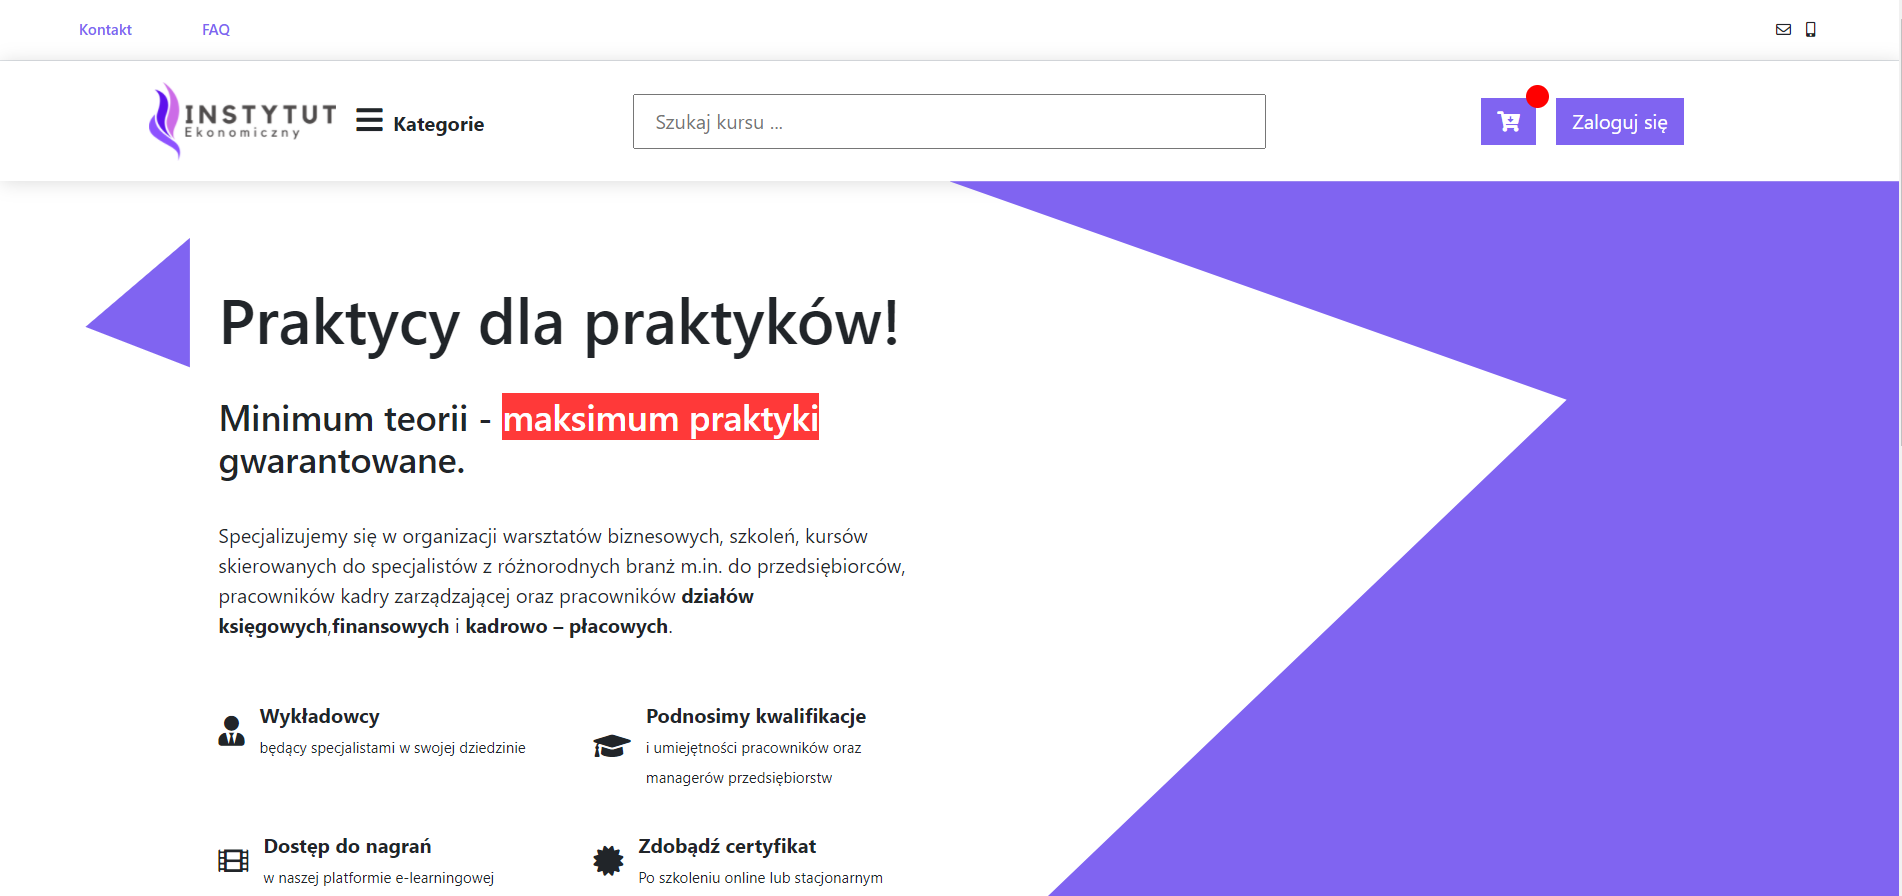 Kontakt
FAQ
INSTYTUT
Ekonomiczny
Kategorie
Szukaj kursu ...
Zaloguj się
Praktycy dla praktyków!
Minimum teorii - maksimum praktyki
gwarantowane.
Specjalizujemy się w organizacji warsztatów biznesowych, szkoleń, kursów
skierowanych do specjalistów z różnorodnych branż m.in. do przedsiębiorców,
pracowników kadry zarządzającej oraz pracowników działów
księgowych,finansowych i kadrowo – płacowych.
Wykładowcy
będący specjalistami w swojej dziedzinie
Podnosimy kwalifikacje
i umiejętności pracowników oraz
managerów przedsiębiorstw
Dostęp do nagrań
w naszej platformie e-learningowej
Zdobądź certyfikat
Po szkoleniu online lub stacjonarnym